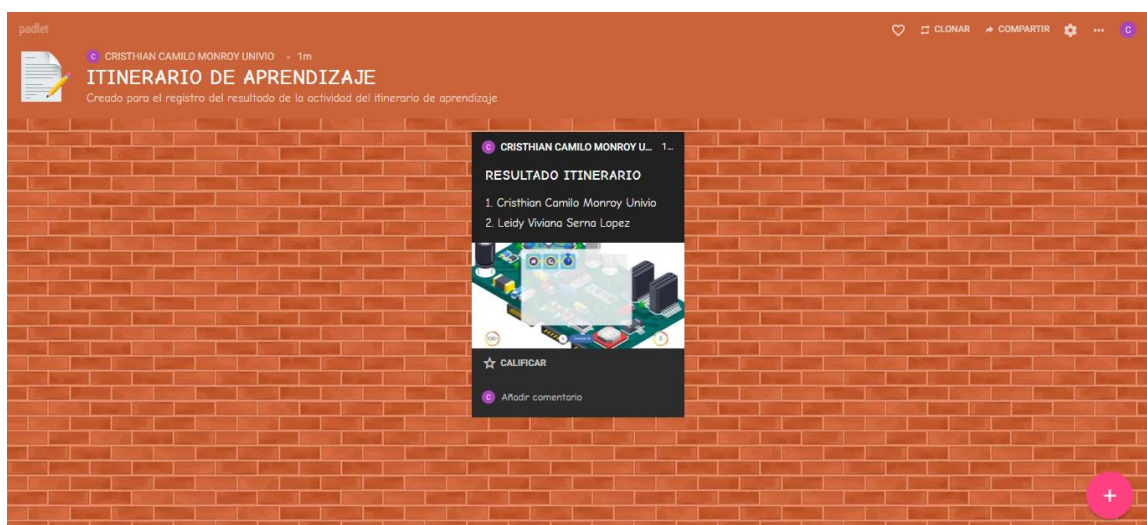 padlet
CLONAR COMPARTIR ... C
C CRISTHIAN CAMILO MONROY UNIVIO • 1m
ITINERARIO DE APRENDIZAJE
Creado para el registro del resultado de la actividad del itinerario de aprendizaje
C CRISTHIAN CAMILO MONROY U... 1...
RESULTADO ITINERARIO
1. Cristhian Camilo Monroy Univio
2. Leidy Viviana Serna Lopez
100
CALIFICAR
C Añadir comentario
+